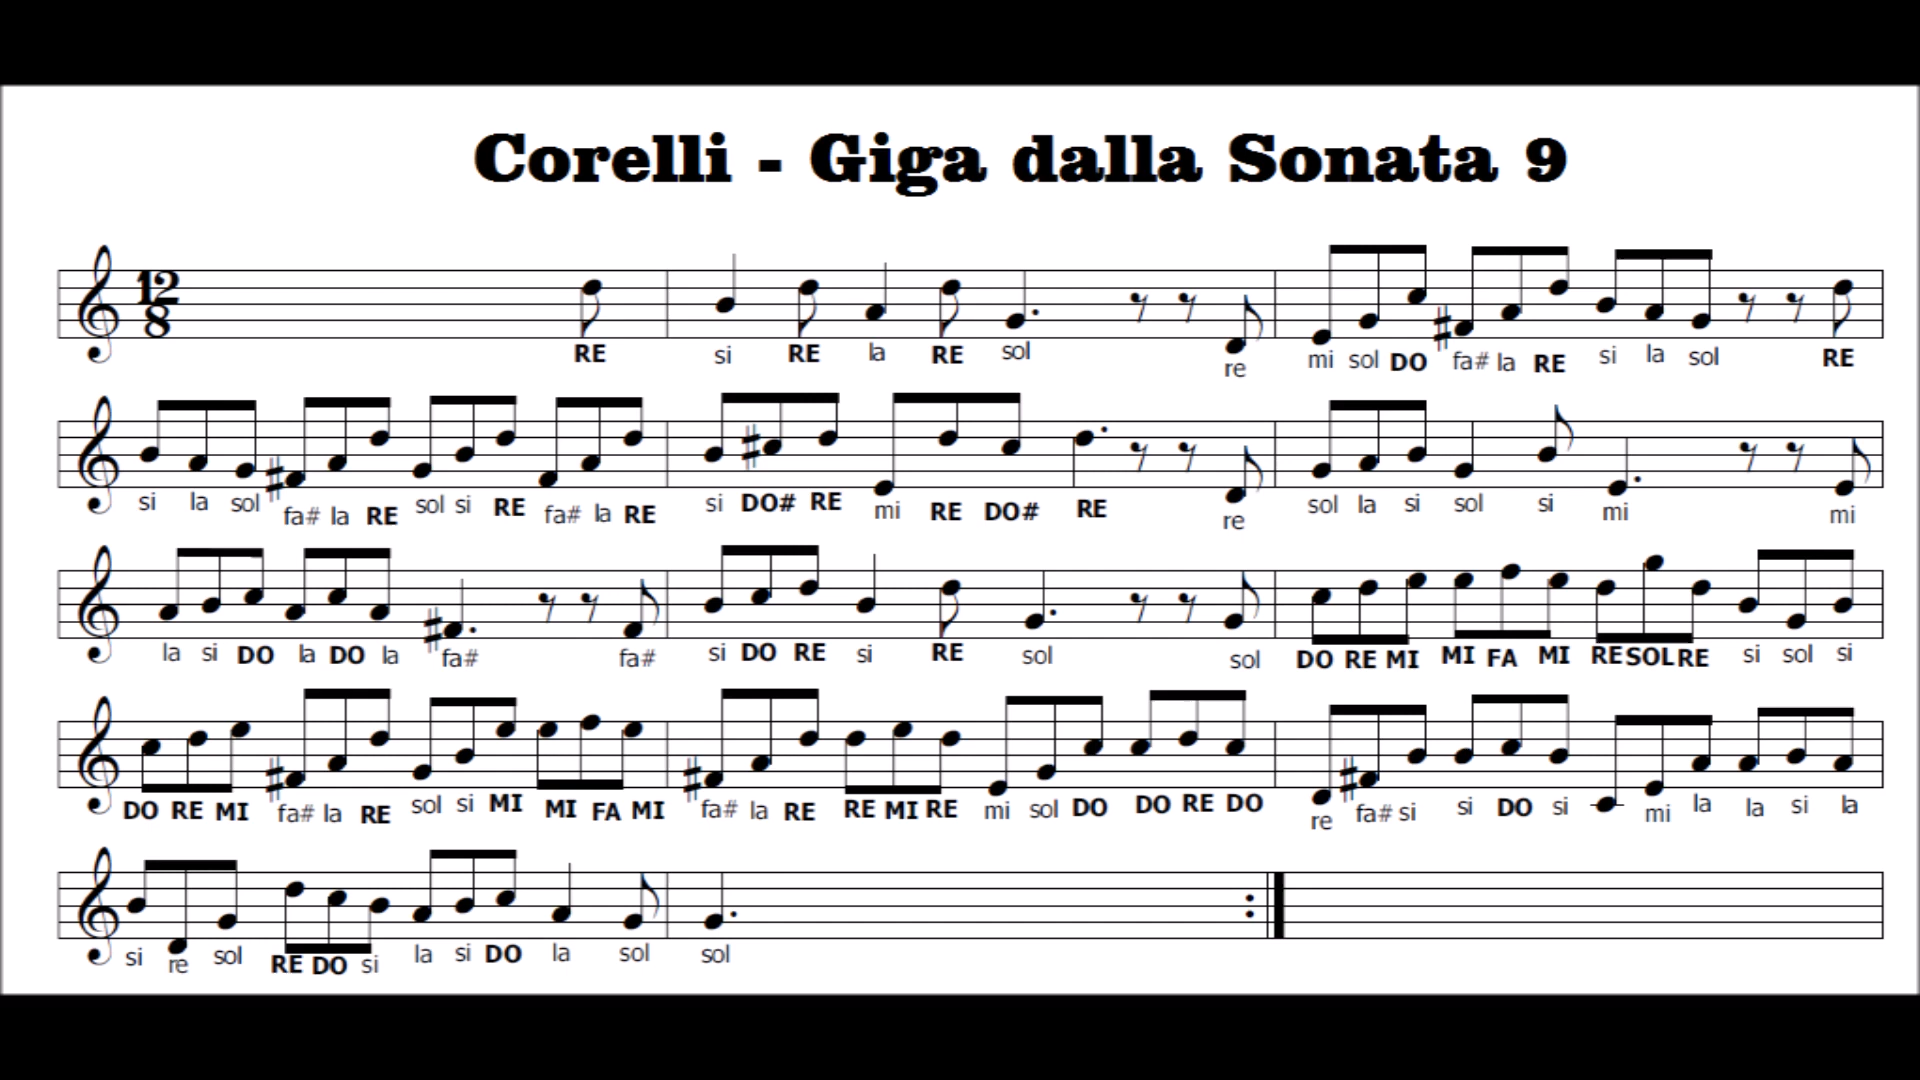 Corelli - Giga dalla Sonata 9
12
8
RE si RE la RE sol re mi sol DO fa# la RE si la sol RE
si la sol fa# la RE sol si RE fa# la RE si DO# RE mi RE DO# RE re sol la si sol si mi mi
la si DO la DO la fa# fa# si DO RE si RE sol sol DO RE MI MI FA MI RE SOL RE si sol si
DO RE MI fa# la RE sol si MI MI FA MI fa# la RE RE MI RE mi sol DO DO RE DO re fa# si si DO si mi la la si la
si re sol RE DO si la si DO la sol sol